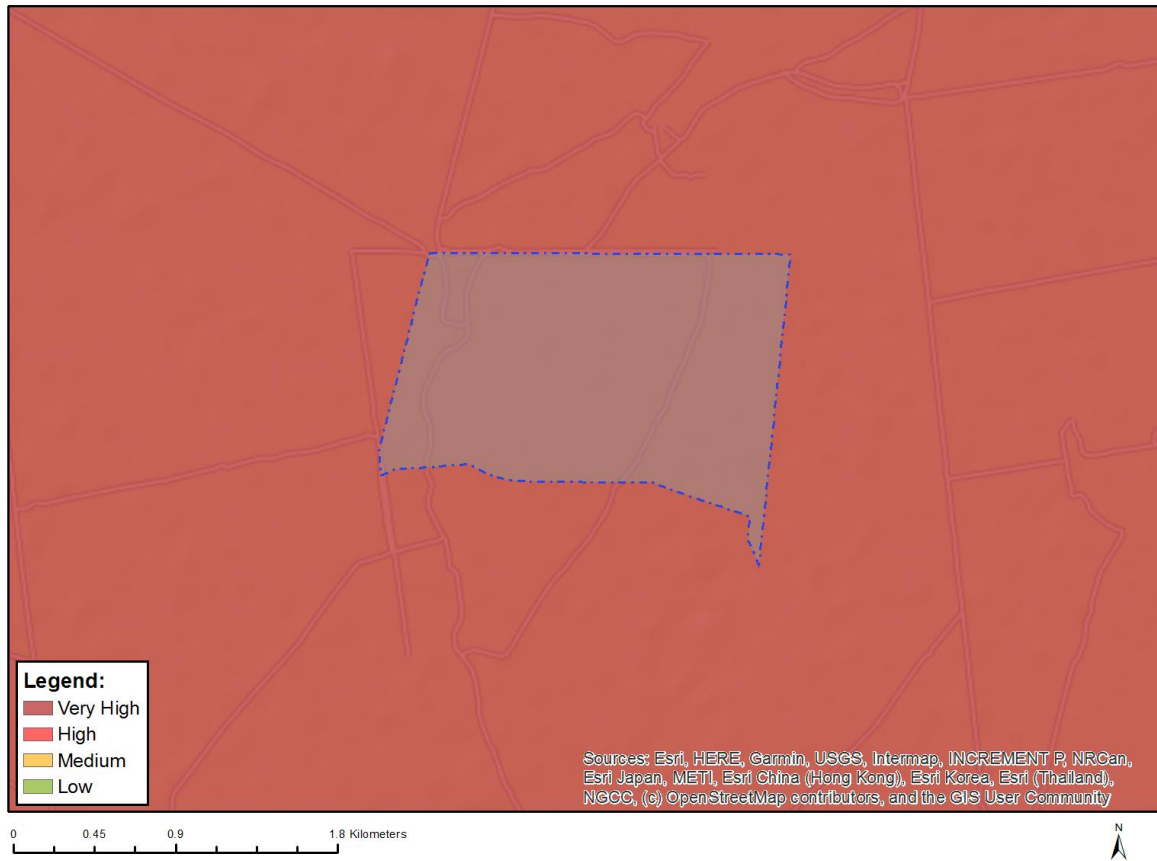 Legend:
Very High
High
Medium
Low
Sources: Esri, HERE, Garmin, USGS, Intermap, INCREMENT P, NRCan,
Esri Japan, METI, Esri China (Hong Kong), Esri Korea, Esri (Thailand),
NGCC, (c) OpenStreetMap contributors, and the GIS User Community
0 0.45 0.9 1.8 Kilometers
N